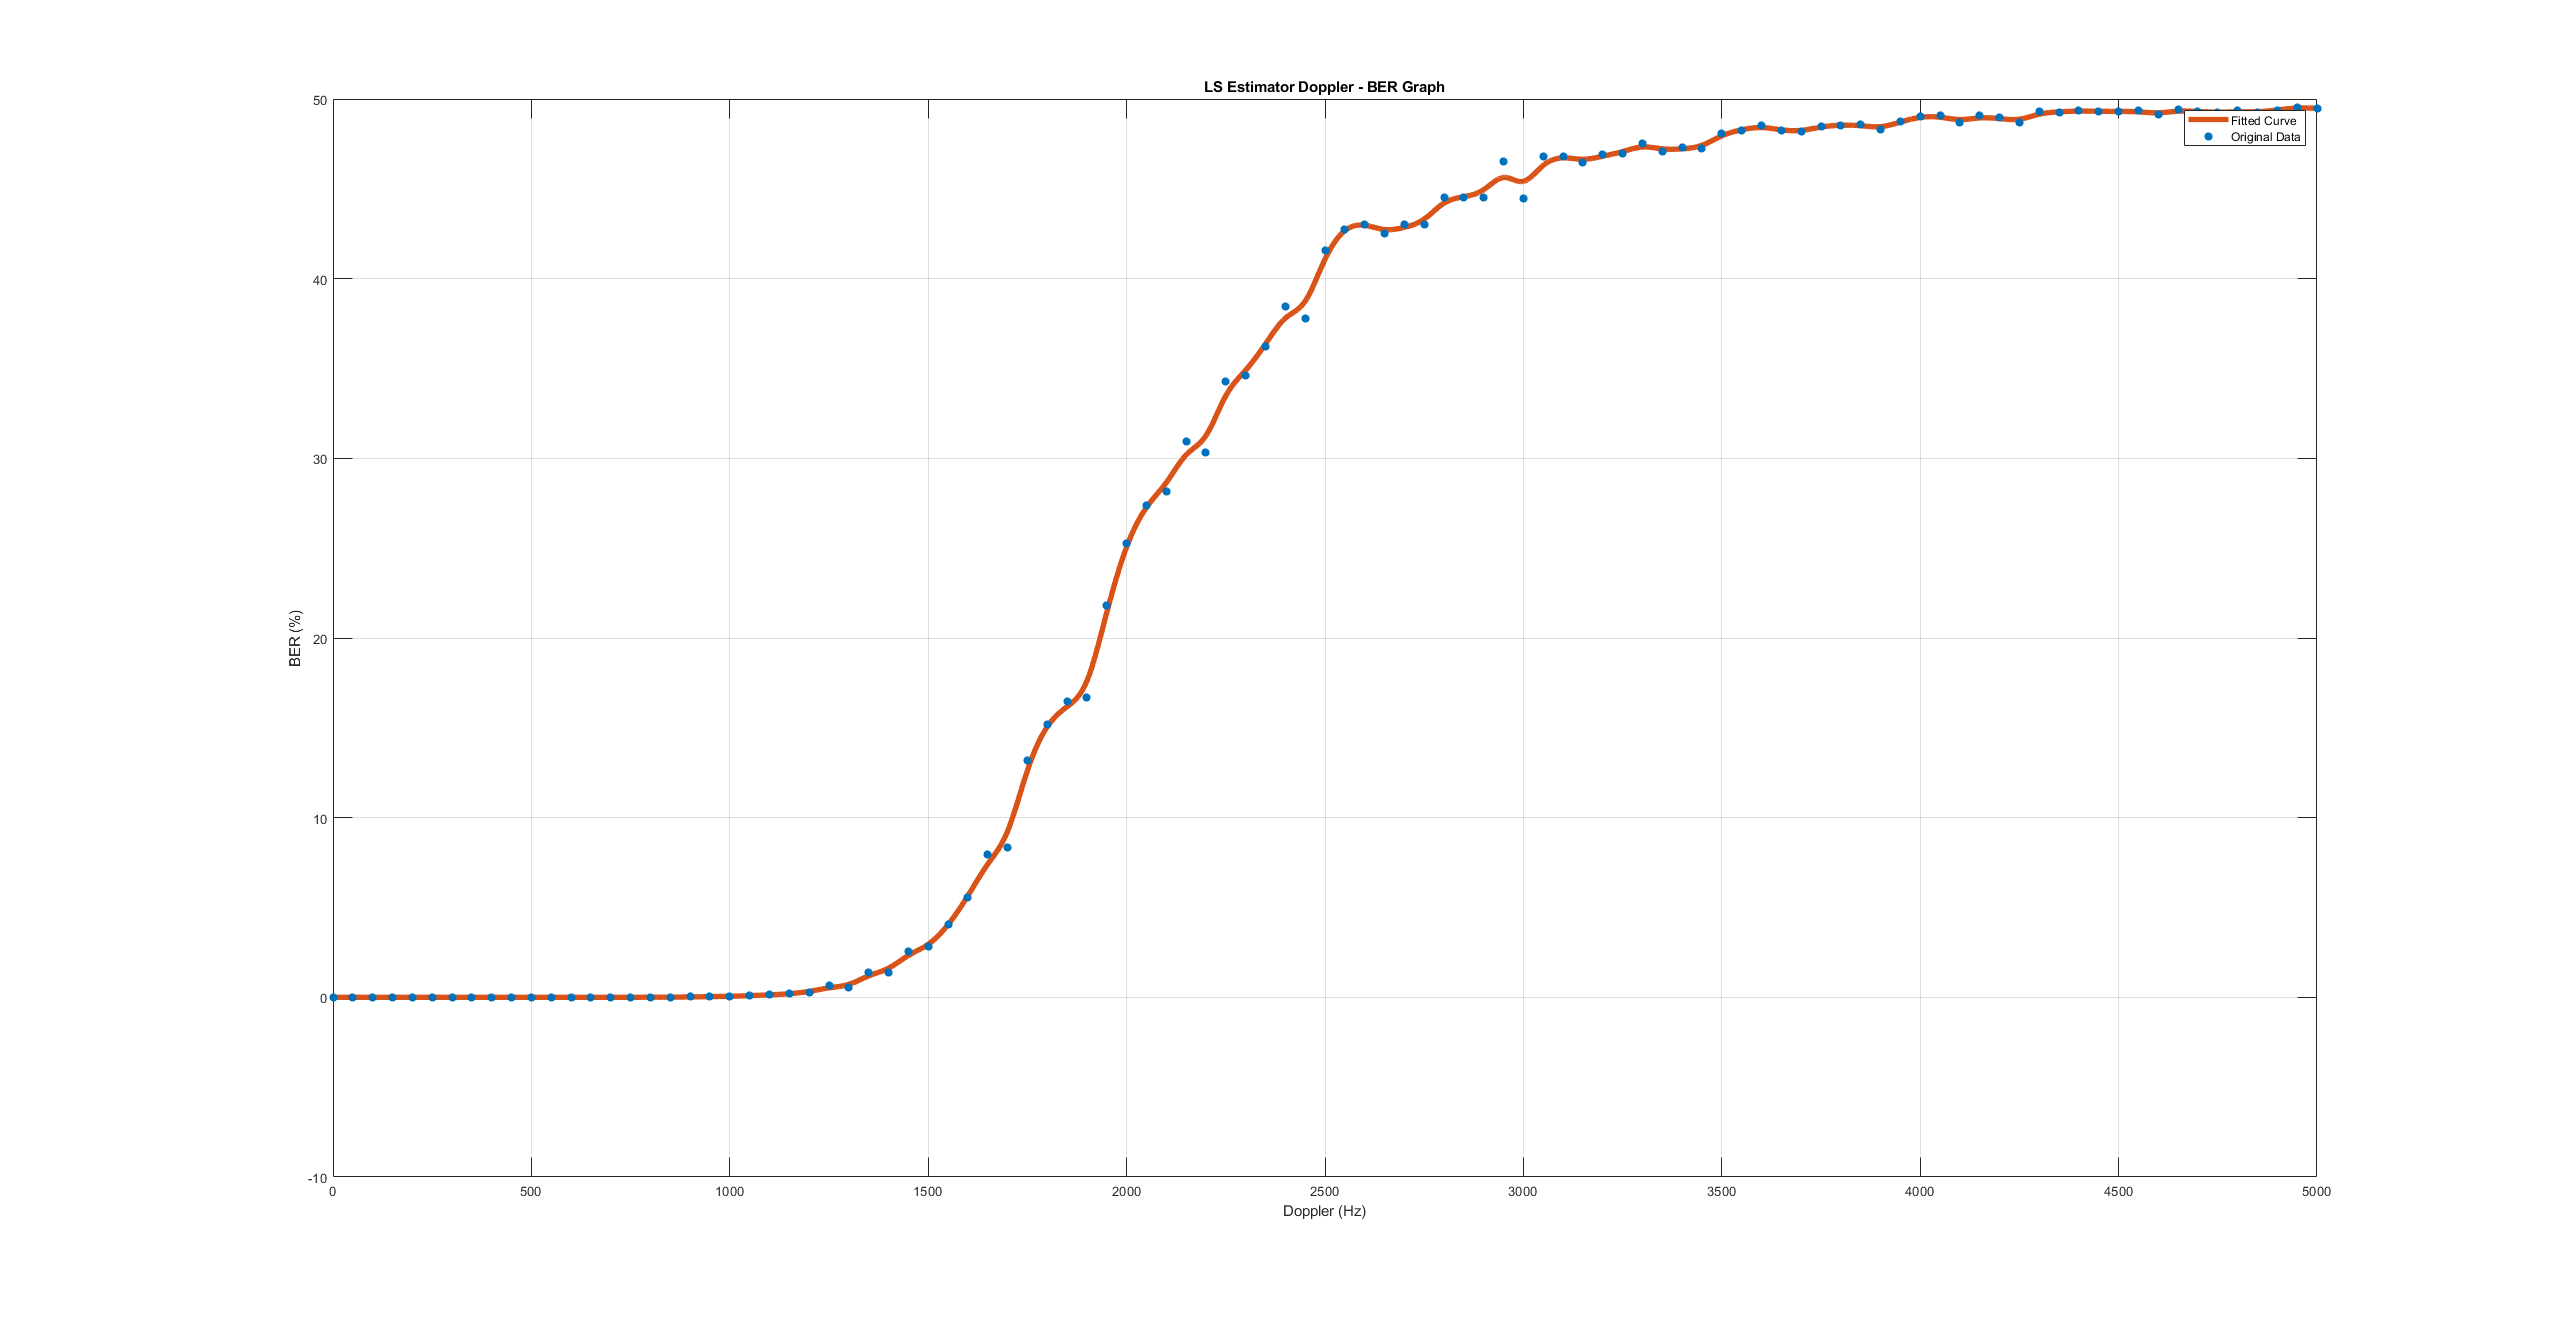 LS Estimator Doppler - BER Graph
50
40
30
20
10
0
-10
BER (%)
Fitted Curve
Original Data
0 500 1000 1500 2000 2500 3000 3500 4000 4500 5000
Doppler (Hz)